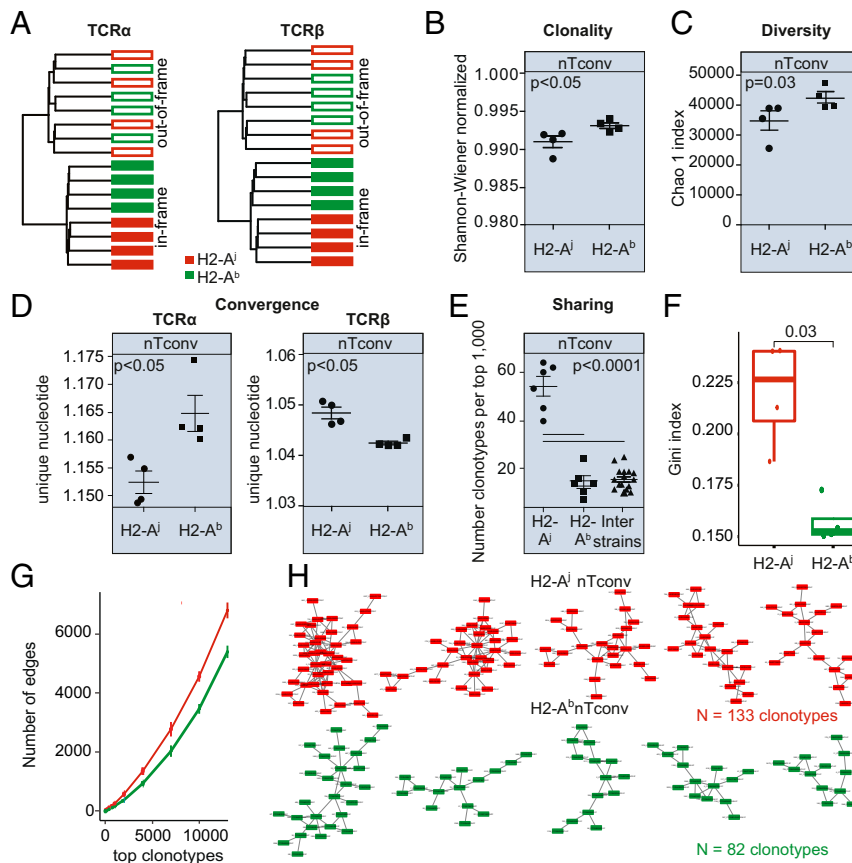 A
TCRα
TCRβ
out-of-frame
in-frame
out-of-frame
in-frame
H2-Aʲ
H2-Aᵇ
B
Clonality
nTconv
p<0.05
Shannon-Wiener normalized
1.000
0.995
0.990
0.980
H2-Aʲ
H2-Aᵇ
C
Diversity
nTconv
p=0.03
Chao 1 index
50000
40000
30000
20000
10000
0
H2-Aʲ
H2-Aᵇ
D
Convergence
TCRα
nTconv
p<0.05
unique nucleotide
1.175
1.170
1.165
1.160
1.155
1.150
H2-Aʲ
H2-Aᵇ
TCRβ
nTconv
p<0.05
unique nucleotide
1.06
1.05
1.04
1.03
H2-Aʲ
H2-Aᵇ
E
Sharing
nTconv
p<0.0001
Number clonotypes per top 1,000
60
40
20
H2-
Aʲ
H2-
Aᵇ
Inter
strains
F
0.03
Gini index
0.225
0.200
0.175
0.150
H2-Aʲ
H2-Aᵇ
G
Number of edges
6000
4000
2000
0
0
5000
10000
top clonotypes
H
H2-Aʲ nTconv
N = 133 clonotypes
H2-AᵇnTconv
N = 82 clonotypes